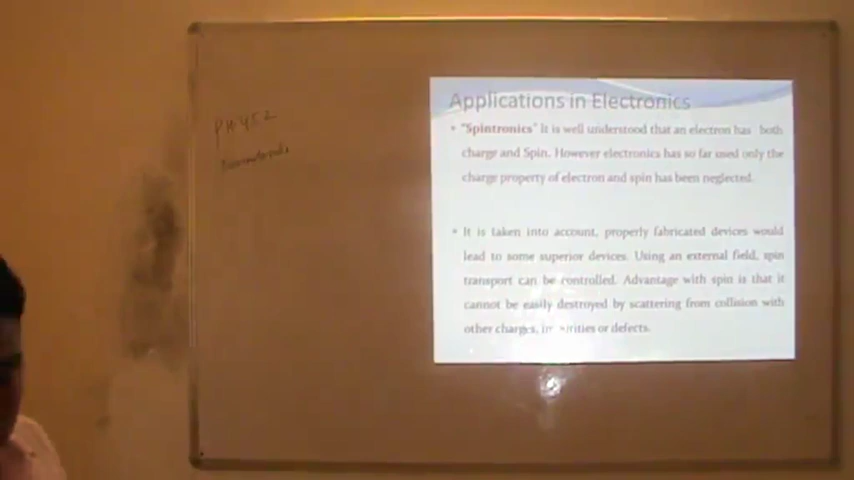 PHY52
Nanomaterials
Applications in Electronics
• "Spintronics" It is well understood that an electron has both
charge and Spin. However electronics has so far used only the
charge property of electron and spin has been neglected.
• It is taken into account, properly fabricated devices would
lead to some superior devices. Using an external field, spin
transport can be controlled. Advantage with spin is that it
cannot be easily destroyed by scattering from collision with
other charges, impurities or defects.